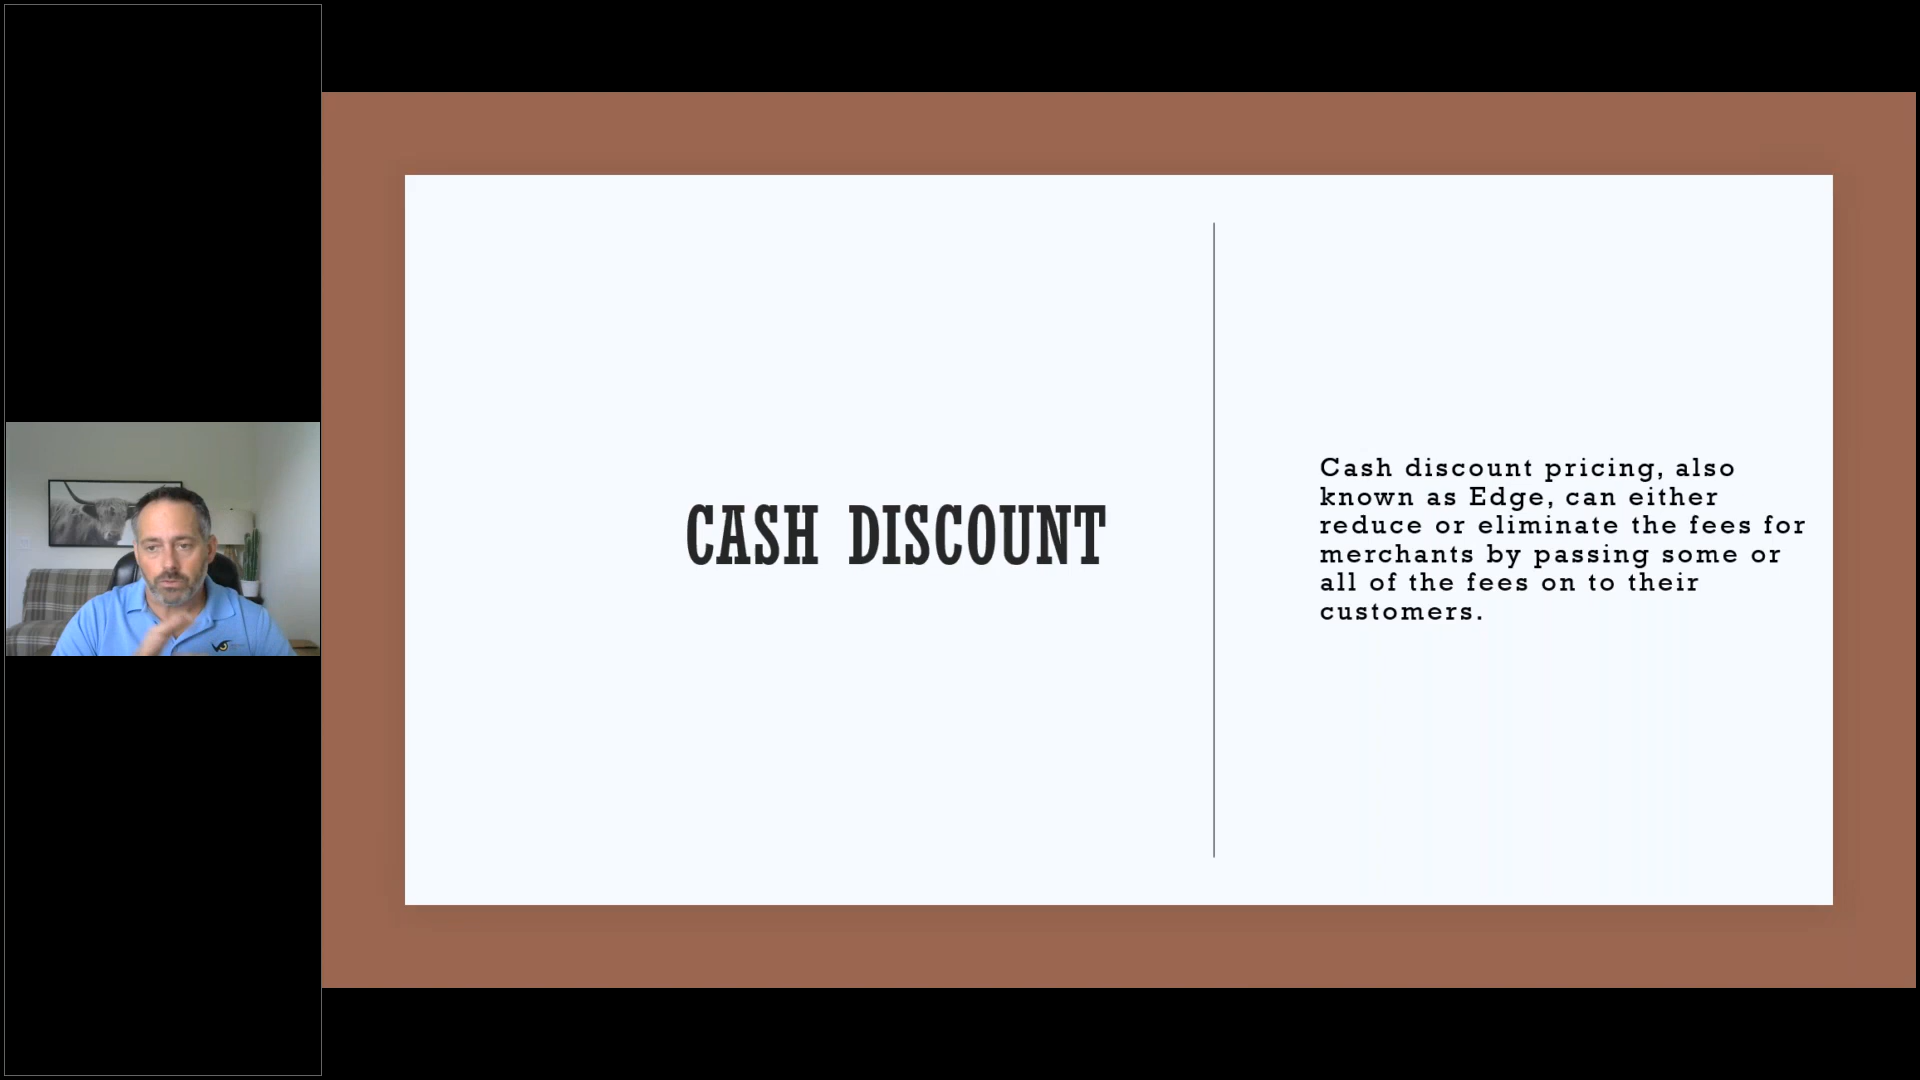 CASH DISCOUNT
Cash discount pricing, also
known as Edge, can either
reduce or eliminate the fees for
merchants by passing some or
all of the fees on to their
customers.